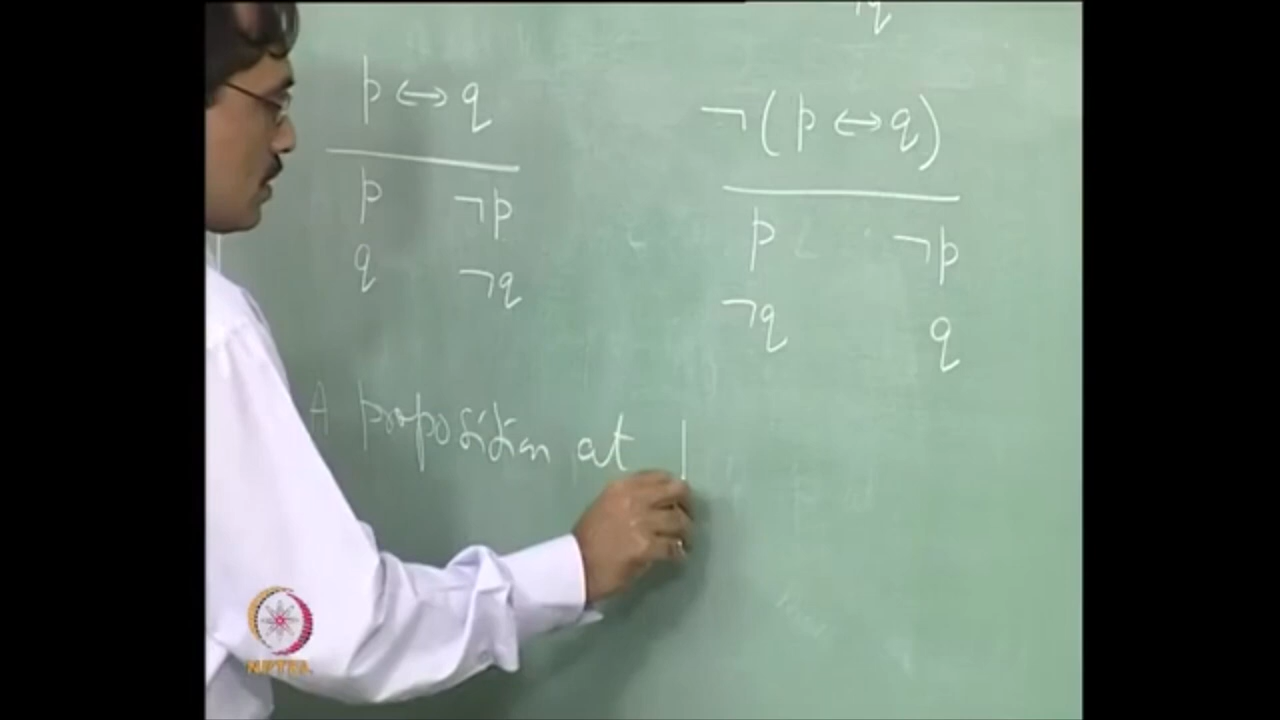 ¬q
p ↔ q
p ¬p
q ¬q
¬(p ↔ q)
p ¬p
¬q q
A proposition at
NPTEL